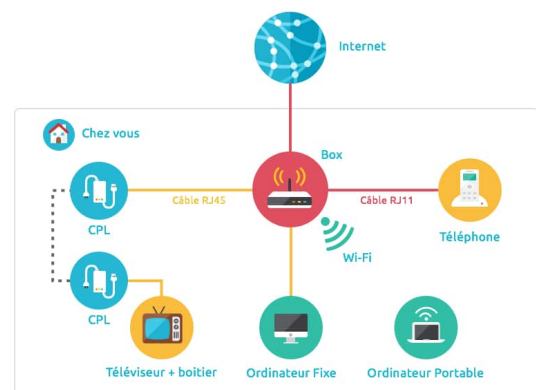 Internet
Chez vous
Box
Câble RJ45
Câble RJ11
CPL
Téléphone
Wi-Fi
CPL
Téléviseur + boitier
Ordinateur Fixe
Ordinateur Portable